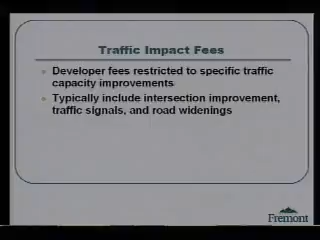 Traffic Impact Fees
Developer fees restricted to specific traffic
capacity improvements
Typically include intersection improvement,
traffic signals, and road widenings
Fremont